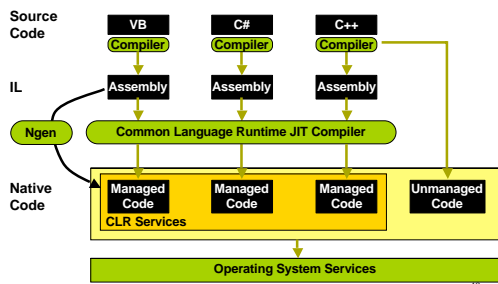 Source
Code
VB
C#
C++
Compiler
Compiler
Compiler
IL
Assembly
Assembly
Assembly
Ngen
Common Language Runtime JIT Compiler
Native
Code
Managed
Code
Managed
Code
Managed
Code
Unmanaged
Code
CLR Services
Operating System Services